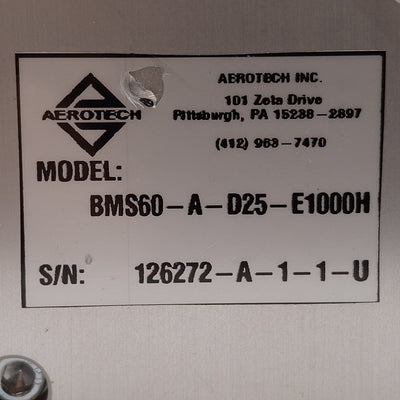 AEROTECH
AEROTECH INC.
101 Zeta Drive
Pittsburgh, PA 15238-2897
(412) 963-7470
MODEL:
BMS60-A-D25-E1000H
S/N: 126272-A-1-1-U